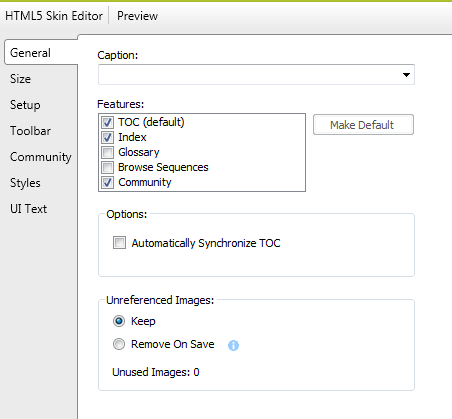 HTML5 Skin Editor Preview
General
Size
Setup
Toolbar
Community
Styles
UI Text
Caption:
Features:
TOC (default)
Index
Glossary
Browse Sequences
Community
Make Default
Options:
Automatically Synchronize TOC
Unreferenced Images:
Keep
Remove On Save
Unused Images: 0